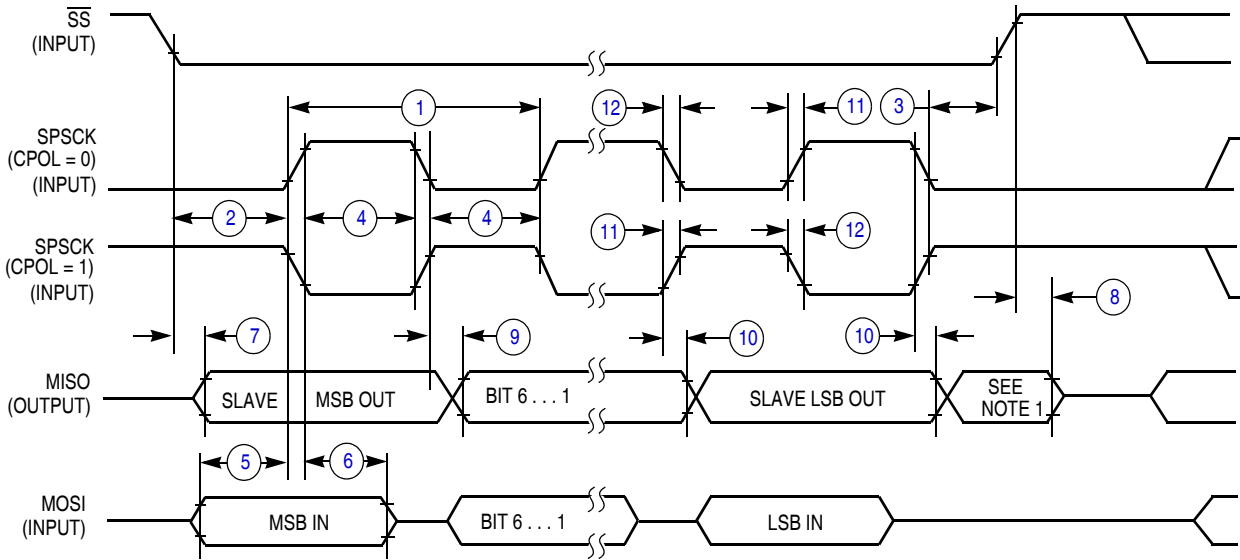 SS
(INPUT)
1
12
11
3
SPSCK
(CPOL = 0)
(INPUT)
2
4
4
SPSCK
(CPOL = 1)
(INPUT)
11
12
7
9
10
10
8
MISO
(OUTPUT)
SLAVE
MSB OUT
BIT 6 . . . 1
SLAVE LSB OUT
SEE
NOTE 1
5
6
MOSI
(INPUT)
MSB IN
BIT 6 . . . 1
LSB IN